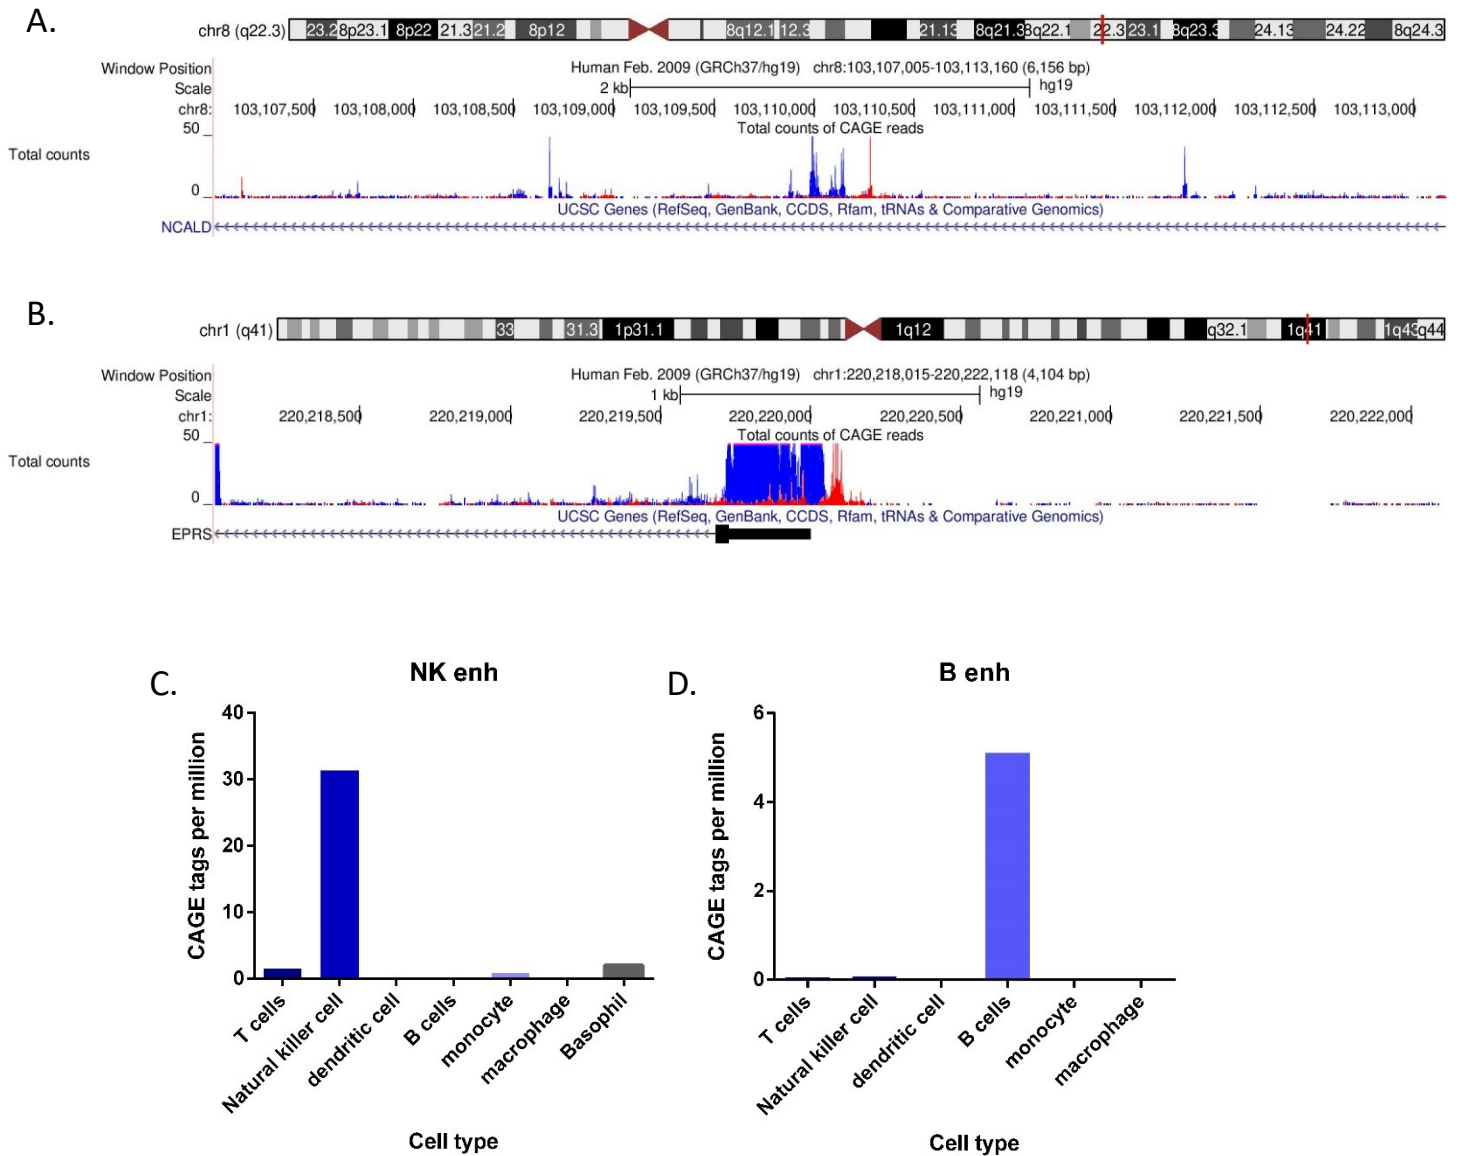 A.
chr8 (q22.3) 23.2 8p23.1 8p22 21.3 21.2 8p12 8q12.1 12.3 21.13 8q21.3 8q22.1 22.3 23.1 8q23.3 24.13 24.22 8q24.3
Window Position Human Feb. 2009 (GRCh37/hg19) chr8:103,107,005-103,113,160 (6,156 bp)
Scale 2 kb hg19
chr8: 103,107,500 103,108,000 103,108,500 103,109,000 103,109,500 103,110,000 103,110,500 103,111,000 103,111,500 103,112,000 103,112,500 103,113,000
50 Total counts of CAGE reads
Total counts
0
UCSC Genes (RefSeq, GenBank, CCDS, Rfam, tRNAs & Comparative Genomics)
NCALD
B.
chr1 (q41) 33 31.3 1p31.1 1q12 q32.1 1q41 1q43 q44
Window Position Human Feb. 2009 (GRCh37/hg19) chr1:220,218,015-220,222,118 (4,104 bp)
Scale 1 kb hg19
chr1: 220,218,500 220,219,000 220,219,500 220,220,000 220,220,500 220,221,000 220,221,500 220,222,000
50 Total counts of CAGE reads
Total counts
0
UCSC Genes (RefSeq, GenBank, CCDS, Rfam, tRNAs & Comparative Genomics)
EPRS
C.
NK enh
CAGE tags per million
40
30
20
10
0
T cells
Natural killer cell
dendritic cell
B cells
monocyte
macrophage
Basophil
Cell type
D.
B enh
CAGE tags per million
6
4
2
0
T cells
Natural killer cell
dendritic cell
B cells
monocyte
macrophage
Cell type